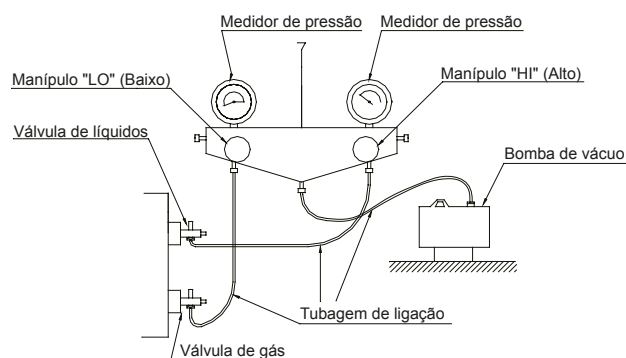 Medidor de pressão
Medidor de pressão
Manípulo "LO" (Baixo)
Manípulo "HI" (Alto)
Válvula de líquidos
Bomba de vácuo
Tubagem de ligação
Válvula de gás